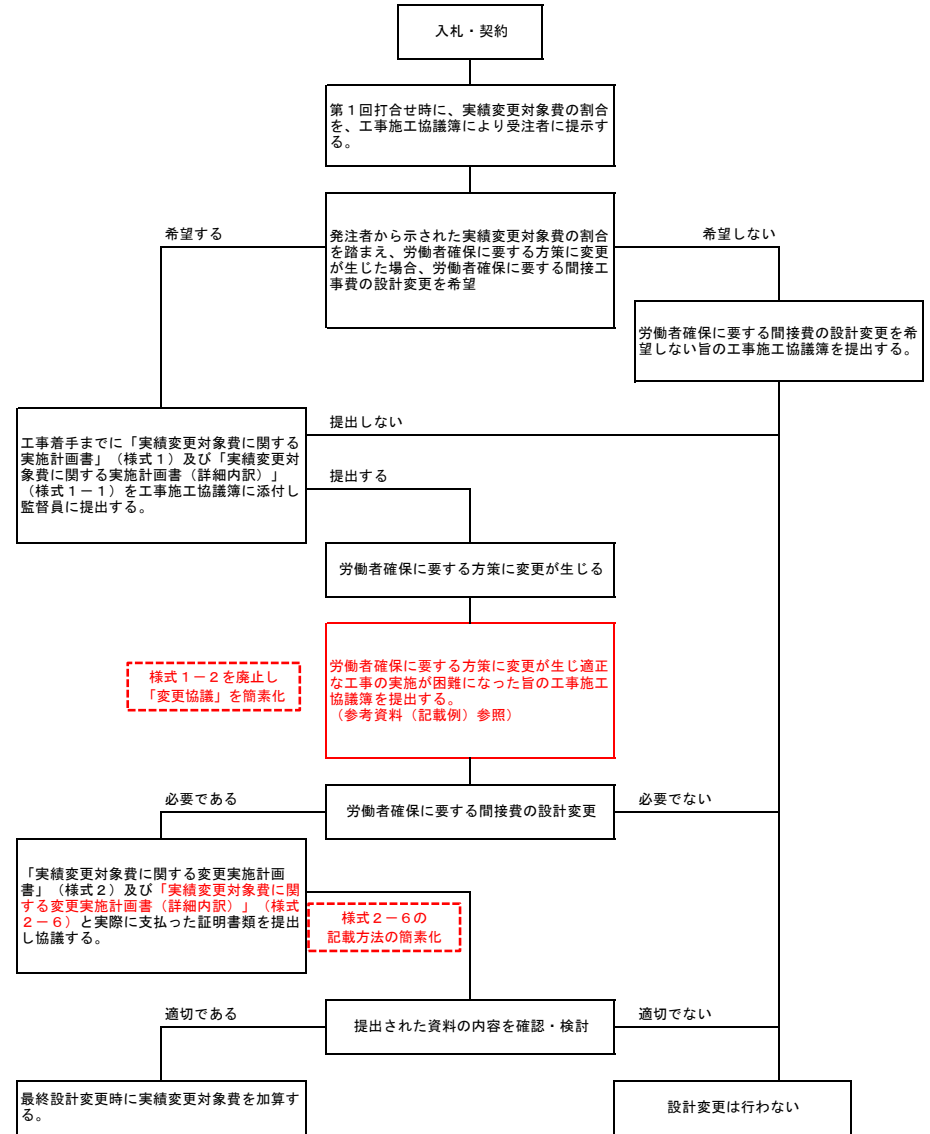 入札・契約
第１回打合せ時に、実績変更対象費の割合
を、工事施工協議簿により受注者に提示す
る。
希望する
発注者から示された実績変更対象費の割合
を踏まえ、労働者確保に要する方策に変更
が生じた場合、労働者確保に要する間接工
事費の設計変更を希望
希望しない
労働者確保に要する間接費の設計変更を希
望しない旨の工事施工協議簿を提出する。
工事着手までに「実績変更対象費に関する
実施計画書」（様式１）及び「実績変更対
象費に関する実施計画書（詳細内訳）」
（様式１－１）を工事施工協議簿に添付し
監督員に提出する。
提出しない
提出する
労働者確保に要する方策に変更が生じる
様式１－２を廃止し
「変更協議」を簡素化
労働者確保に要する方策に変更が生じ適正
な工事の実施が困難になった旨の工事施工
協議簿を提出する。
（参考資料（記載例）参照）
必要である
労働者確保に要する間接費の設計変更
必要でない
「実績変更対象費に関する変更実施計画
書」（様式２）及び「実績変更対象費に関
する変更実施計画書（詳細内訳）」（様式
２－６）と実際に支払った証明書類を提出
し協議する。
様式２－６の
記載方法の簡素化
適切である
提出された資料の内容を確認・検討
適切でない
最終設計変更時に実績変更対象費を加算す
る。
設計変更は行わない